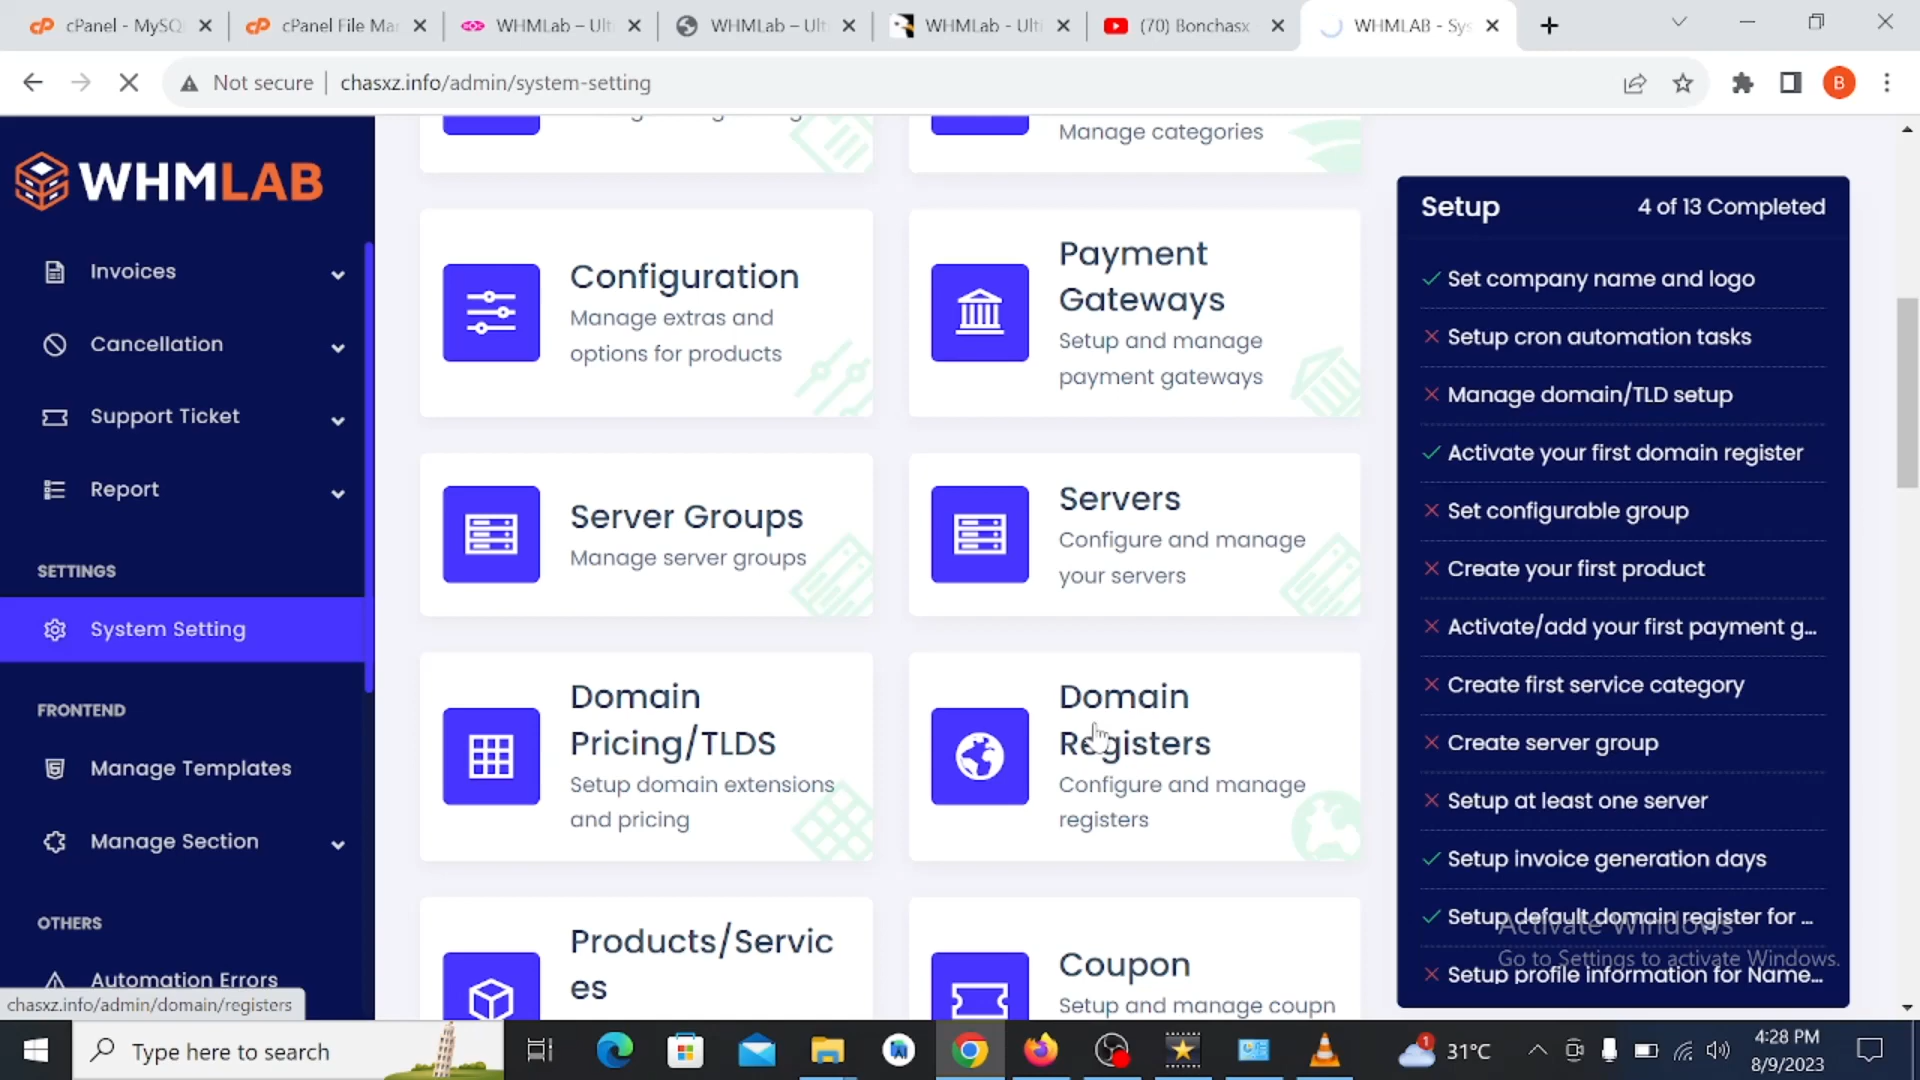 cPanel - MySQ
cPanel File Mar
WHMLab – Ulti
WHMLab – Ulti
WHMLab - Ulti
(70) Bonchasx
WHMLAB - Sys
Not secure
chasxz.info/admin/system-setting
B
WHMLAB
Invoices
Cancellation
Support Ticket
Report
SETTINGS
System Setting
FRONTEND
Manage Templates
Manage Section
OTHERS
Automation Errors
chasxz.info/admin/domain/registers
Manage categories
Configuration
Manage extras and
options for products
Payment
Gateways
Setup and manage
payment gateways
Server Groups
Manage server groups
Servers
Configure and manage
your servers
Domain
Pricing/TLDS
Setup domain extensions
and pricing
Domain
Registers
Configure and manage
registers
Products/Servic
es
Coupon
Setup and manage coupn
Setup
4 of 13 Completed
Set company name and logo
Setup cron automation tasks
Manage domain/TLD setup
Activate your first domain register
Set configurable group
Create your first product
Activate/add your first payment g...
Create first service category
Create server group
Setup at least one server
Setup invoice generation days
Setup default domain register for ...
Setup profile information for Name...
Activate Windows
Go to Settings to activate Windows.
Type here to search
1
31°C
4:28 PM
8/9/2023